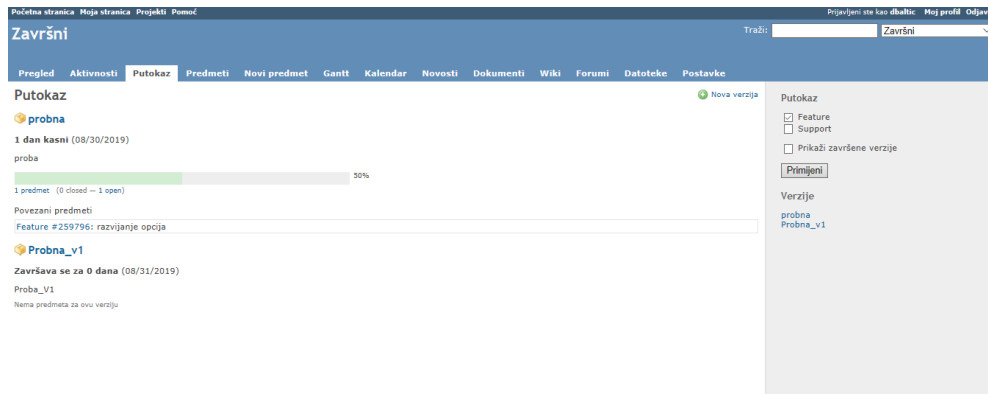 Početna stranica Moja stranica Projekti Pomoć
Prijavljeni ste kao dbaltic Moj profil Odjav
Završni
Traži:
Završni
Pregled Aktivnosti Putokaz Predmeti Novi predmet Gantt Kalendar Novosti Dokumenti Wiki Forumi Datoteke Postavke
Putokaz
Nova verzija
probna
1 dan kasni (08/30/2019)
proba
50%
1 predmet (0 closed — 1 open)
Povezani predmeti
Feature #259796: razvijanje opcija
Probna_v1
Završava se za 0 dana (08/31/2019)
Proba_V1
Nema predmeta za ovu verziju
Putokaz
Feature
Support
Prikaži završene verzije
Primijeni
Verzije
probna
Probna_v1